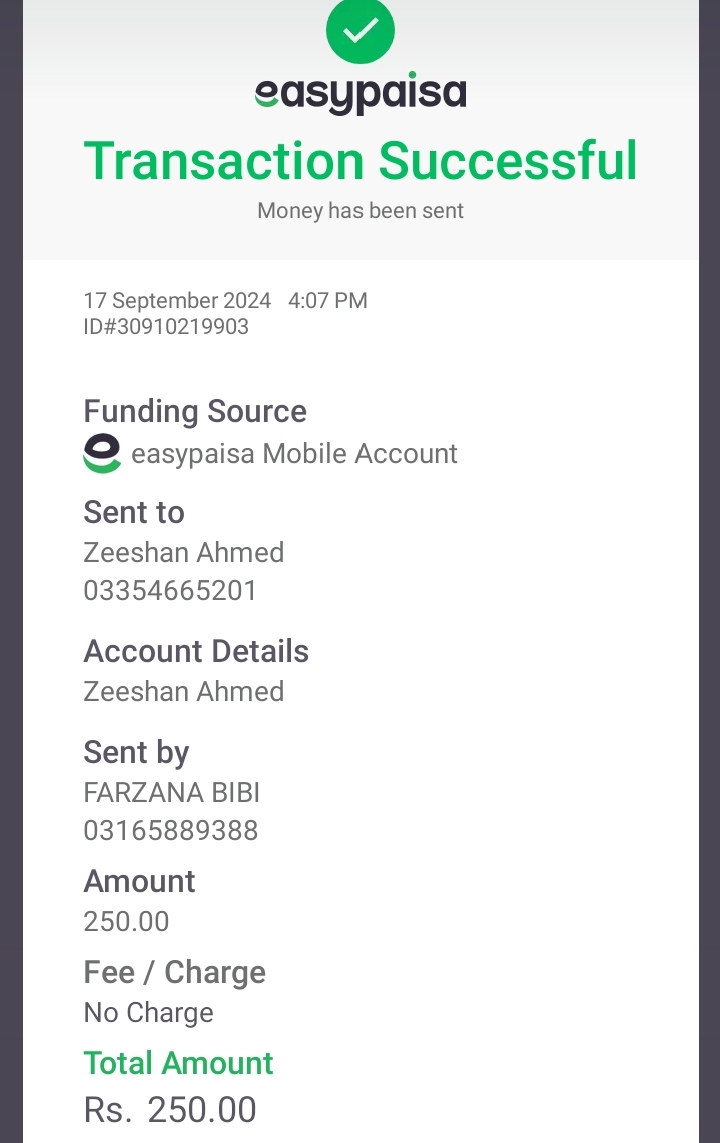 easypaisa
Transaction Successful
Money has been sent
17 September 2024 4:07 PM
ID#30910219903
Funding Source
easypaisa Mobile Account
Sent to
Zeeshan Ahmed
03354665201
Account Details
Zeeshan Ahmed
Sent by
FARZANA BIBI
03165889388
Amount
250.00
Fee / Charge
No Charge
Total Amount
Rs. 250.00